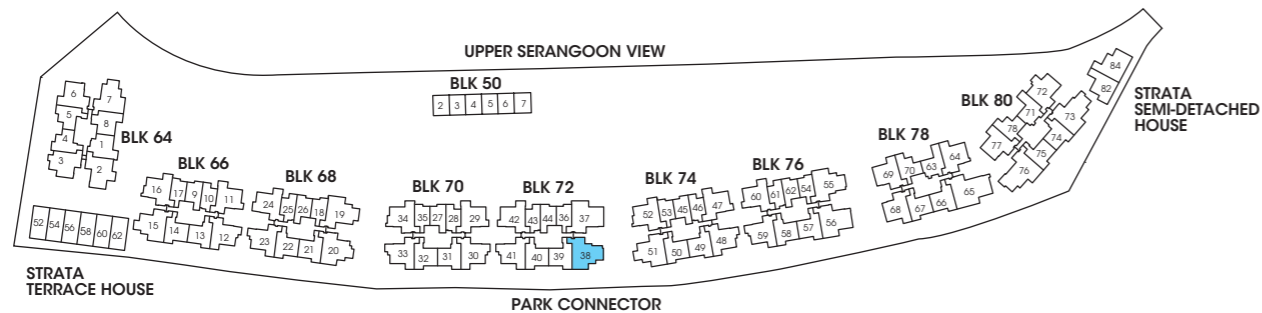 UPPER SERANGOON VIEW
BLK 50
2 3 4 5 6 7
BLK 64
6 7
5 8
4 1
3 2
BLK 66
16 17 9 10 11
15 14 13 12
BLK 68
24 25 26 18 19
23 22 21 20
BLK 70
34 35 27 28 29
33 32 31 30
BLK 72
42 43 44 36 37
41 40 39 38
BLK 74
52 53 45 46 47
51 50 49 48
BLK 76
60 61 62 54 55
59 58 57 56
BLK 78
69 70 63 64
68 67 66 65
BLK 80
72
71 73
78 74
77 75
76
84
82
STRATA
SEMI-DETACHED
HOUSE
52 54 56 58 60 62
STRATA
TERRACE HOUSE
PARK CONNECTOR